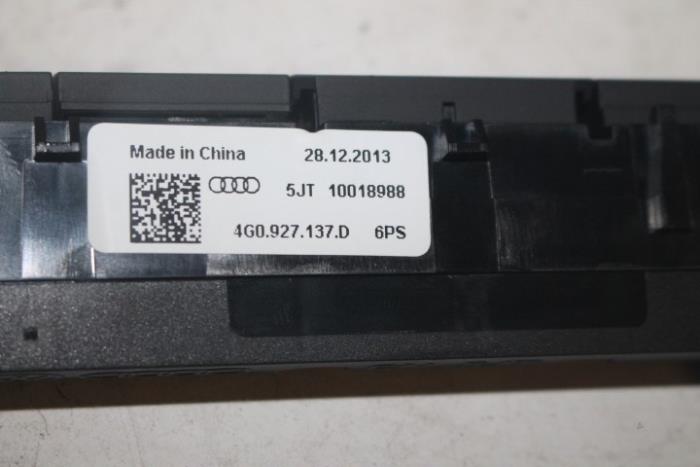 Made in China 28.12.2013
5JT 10018988
4G0.927.137.D 6PS